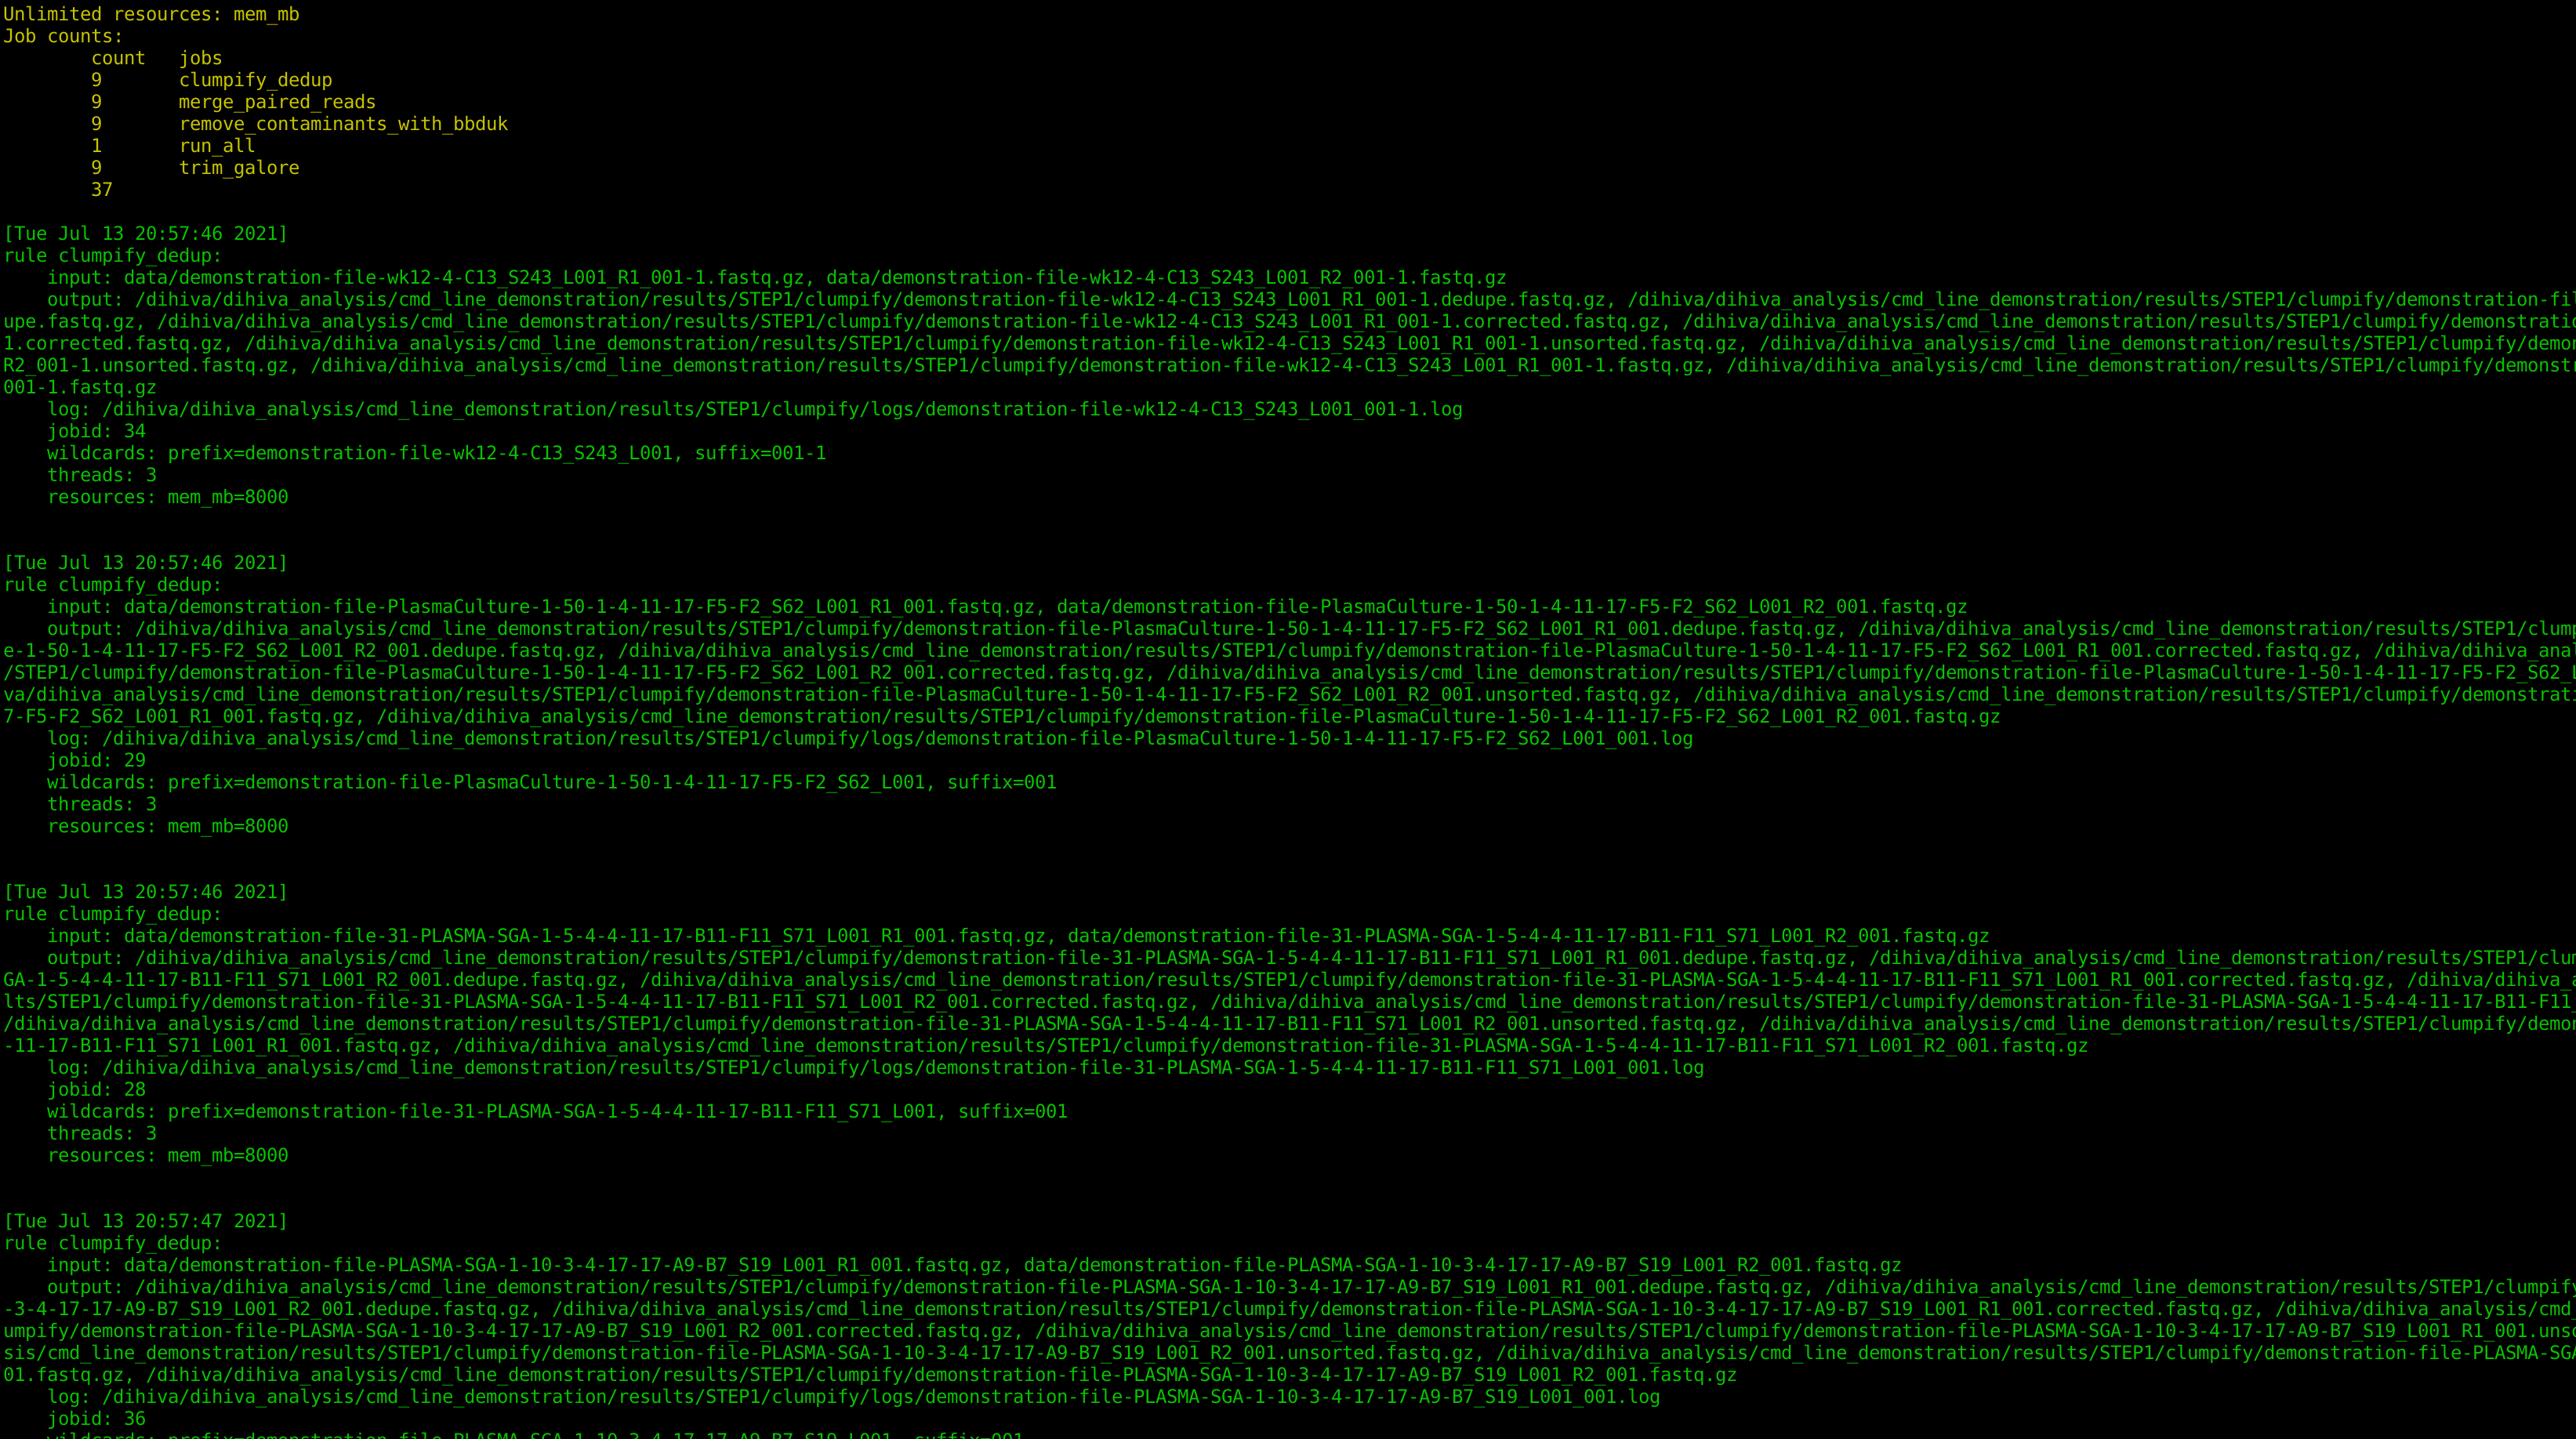 Unlimited resources: mem_mb
Job counts:
count jobs
9 clumpify_dedup
9 merge_paired_reads
9 remove_contaminants_with_bbduk
1 run_all
9 trim_galore
37
[Tue Jul 13 20:57:46 2021]
rule clumpify_dedup:
input: data/demonstration-file-wk12-4-C13_S243_L001_R1_001-1.fastq.gz, data/demonstration-file-wk12-4-C13_S243_L001_R2_001-1.fastq.gz
output: /dihiva/dihiva_analysis/cmd_line_demonstration/results/STEP1/clumpify/demonstration-file-wk12-4-C13_S243_L001_R1_001-1.dedupe.fastq.gz, /dihiva/dihiva_analysis/cmd_line_demonstration/results/STEP1/clumpify/demonstration-fil
upe.fastq.gz, /dihiva/dihiva_analysis/cmd_line_demonstration/results/STEP1/clumpify/demonstration-file-wk12-4-C13_S243_L001_R1_001-1.corrected.fastq.gz, /dihiva/dihiva_analysis/cmd_line_demonstration/results/STEP1/clumpify/demonstratio
1.corrected.fastq.gz, /dihiva/dihiva_analysis/cmd_line_demonstration/results/STEP1/clumpify/demonstration-file-wk12-4-C13_S243_L001_R1_001-1.unsorted.fastq.gz, /dihiva/dihiva_analysis/cmd_line_demonstration/results/STEP1/clumpify/demon
R2_001-1.unsorted.fastq.gz, /dihiva/dihiva_analysis/cmd_line_demonstration/results/STEP1/clumpify/demonstration-file-wk12-4-C13_S243_L001_R1_001-1.fastq.gz, /dihiva/dihiva_analysis/cmd_line_demonstration/results/STEP1/clumpify/demonst
001-1.fastq.gz
log: /dihiva/dihiva_analysis/cmd_line_demonstration/results/STEP1/clumpify/logs/demonstration-file-wk12-4-C13_S243_L001_001-1.log
jobid: 34
wildcards: prefix=demonstration-file-wk12-4-C13_S243_L001, suffix=001-1
threads: 3
resources: mem_mb=8000
[Tue Jul 13 20:57:46 2021]
rule clumpify_dedup:
input: data/demonstration-file-PlasmaCulture-1-50-1-4-11-17-F5-F2_S62_L001_R1_001.fastq.gz, data/demonstration-file-PlasmaCulture-1-50-1-4-11-17-F5-F2_S62_L001_R2_001.fastq.gz
output: /dihiva/dihiva_analysis/cmd_line_demonstration/results/STEP1/clumpify/demonstration-file-PlasmaCulture-1-50-1-4-11-17-F5-F2_S62_L001_R1_001.dedupe.fastq.gz, /dihiva/dihiva_analysis/cmd_line_demonstration/results/STEP1/clump
e-1-50-1-4-11-17-F5-F2_S62_L001_R2_001.dedupe.fastq.gz, /dihiva/dihiva_analysis/cmd_line_demonstration/results/STEP1/clumpify/demonstration-file-PlasmaCulture-1-50-1-4-11-17-F5-F2_S62_L001_R1_001.corrected.fastq.gz, /dihiva/dihiva_anal
/STEP1/clumpify/demonstration-file-PlasmaCulture-1-50-1-4-11-17-F5-F2_S62_L001_R2_001.corrected.fastq.gz, /dihiva/dihiva_analysis/cmd_line_demonstration/results/STEP1/clumpify/demonstration-file-PlasmaCulture-1-50-1-4-11-17-F5-F2_S62_L
va/dihiva_analysis/cmd_line_demonstration/results/STEP1/clumpify/demonstration-file-PlasmaCulture-1-50-1-4-11-17-F5-F2_S62_L001_R2_001.unsorted.fastq.gz, /dihiva/dihiva_analysis/cmd_line_demonstration/results/STEP1/clumpify/demonstrati
7-F5-F2_S62_L001_R1_001.fastq.gz, /dihiva/dihiva_analysis/cmd_line_demonstration/results/STEP1/clumpify/demonstration-file-PlasmaCulture-1-50-1-4-11-17-F5-F2_S62_L001_R2_001.fastq.gz
log: /dihiva/dihiva_analysis/cmd_line_demonstration/results/STEP1/clumpify/logs/demonstration-file-PlasmaCulture-1-50-1-4-11-17-F5-F2_S62_L001_001.log
jobid: 29
wildcards: prefix=demonstration-file-PlasmaCulture-1-50-1-4-11-17-F5-F2_S62_L001, suffix=001
threads: 3
resources: mem_mb=8000
[Tue Jul 13 20:57:46 2021]
rule clumpify_dedup:
input: data/demonstration-file-31-PLASMA-SGA-1-5-4-4-11-17-B11-F11_S71_L001_R1_001.fastq.gz, data/demonstration-file-31-PLASMA-SGA-1-5-4-4-11-17-B11-F11_S71_L001_R2_001.fastq.gz
output: /dihiva/dihiva_analysis/cmd_line_demonstration/results/STEP1/clumpify/demonstration-file-31-PLASMA-SGA-1-5-4-4-11-17-B11-F11_S71_L001_R1_001.dedupe.fastq.gz, /dihiva/dihiva_analysis/cmd_line_demonstration/results/STEP1/clum
GA-1-5-4-4-11-17-B11-F11_S71_L001_R2_001.dedupe.fastq.gz, /dihiva/dihiva_analysis/cmd_line_demonstration/results/STEP1/clumpify/demonstration-file-31-PLASMA-SGA-1-5-4-4-11-17-B11-F11_S71_L001_R1_001.corrected.fastq.gz, /dihiva/dihiva_a
lts/STEP1/clumpify/demonstration-file-31-PLASMA-SGA-1-5-4-4-11-17-B11-F11_S71_L001_R2_001.corrected.fastq.gz, /dihiva/dihiva_analysis/cmd_line_demonstration/results/STEP1/clumpify/demonstration-file-31-PLASMA-SGA-1-5-4-4-11-17-B11-F11_
/dihiva/dihiva_analysis/cmd_line_demonstration/results/STEP1/clumpify/demonstration-file-31-PLASMA-SGA-1-5-4-4-11-17-B11-F11_S71_L001_R2_001.unsorted.fastq.gz, /dihiva/dihiva_analysis/cmd_line_demonstration/results/STEP1/clumpify/demon
-11-17-B11-F11_S71_L001_R1_001.fastq.gz, /dihiva/dihiva_analysis/cmd_line_demonstration/results/STEP1/clumpify/demonstration-file-31-PLASMA-SGA-1-5-4-4-11-17-B11-F11_S71_L001_R2_001.fastq.gz
log: /dihiva/dihiva_analysis/cmd_line_demonstration/results/STEP1/clumpify/logs/demonstration-file-31-PLASMA-SGA-1-5-4-4-11-17-B11-F11_S71_L001_001.log
jobid: 28
wildcards: prefix=demonstration-file-31-PLASMA-SGA-1-5-4-4-11-17-B11-F11_S71_L001, suffix=001
threads: 3
resources: mem_mb=8000
[Tue Jul 13 20:57:47 2021]
rule clumpify_dedup:
input: data/demonstration-file-PLASMA-SGA-1-10-3-4-17-17-A9-B7_S19_L001_R1_001.fastq.gz, data/demonstration-file-PLASMA-SGA-1-10-3-4-17-17-A9-B7_S19_L001_R2_001.fastq.gz
output: /dihiva/dihiva_analysis/cmd_line_demonstration/results/STEP1/clumpify/demonstration-file-PLASMA-SGA-1-10-3-4-17-17-A9-B7_S19_L001_R1_001.dedupe.fastq.gz, /dihiva/dihiva_analysis/cmd_line_demonstration/results/STEP1/clumpify
-3-4-17-17-A9-B7_S19_L001_R2_001.dedupe.fastq.gz, /dihiva/dihiva_analysis/cmd_line_demonstration/results/STEP1/clumpify/demonstration-file-PLASMA-SGA-1-10-3-4-17-17-A9-B7_S19_L001_R1_001.corrected.fastq.gz, /dihiva/dihiva_analysis/cmd_
umpify/demonstration-file-PLASMA-SGA-1-10-3-4-17-17-A9-B7_S19_L001_R2_001.corrected.fastq.gz, /dihiva/dihiva_analysis/cmd_line_demonstration/results/STEP1/clumpify/demonstration-file-PLASMA-SGA-1-10-3-4-17-17-A9-B7_S19_L001_R1_001.unso
sis/cmd_line_demonstration/results/STEP1/clumpify/demonstration-file-PLASMA-SGA-1-10-3-4-17-17-A9-B7_S19_L001_R2_001.unsorted.fastq.gz, /dihiva/dihiva_analysis/cmd_line_demonstration/results/STEP1/clumpify/demonstration-file-PLASMA-SGA
01.fastq.gz, /dihiva/dihiva_analysis/cmd_line_demonstration/results/STEP1/clumpify/demonstration-file-PLASMA-SGA-1-10-3-4-17-17-A9-B7_S19_L001_R2_001.fastq.gz
log: /dihiva/dihiva_analysis/cmd_line_demonstration/results/STEP1/clumpify/logs/demonstration-file-PLASMA-SGA-1-10-3-4-17-17-A9-B7_S19_L001_001.log
jobid: 36
wildcards: prefix=demonstration-file-PLASMA-SGA-1-10-3-4-17-17-A9-B7_S19_L001, suffix=001